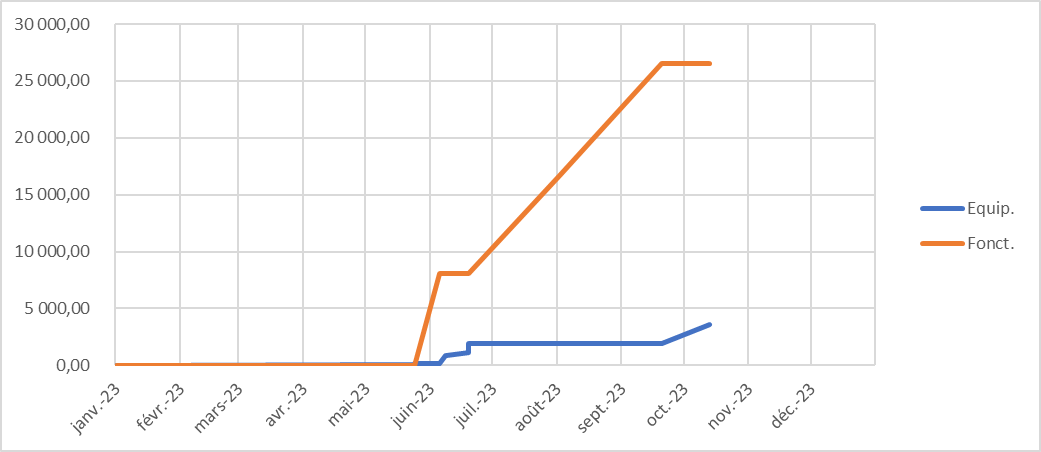 30 000,00
25 000,00
20 000,00
15 000,00
10 000,00
5 000,00
0,00
janv.-23
févr.-23
mars-23
avr.-23
mai-23
juin-23
juil.-23
août-23
sept.-23
oct.-23
nov.-23
déc.-23
Equip.
Fonct.